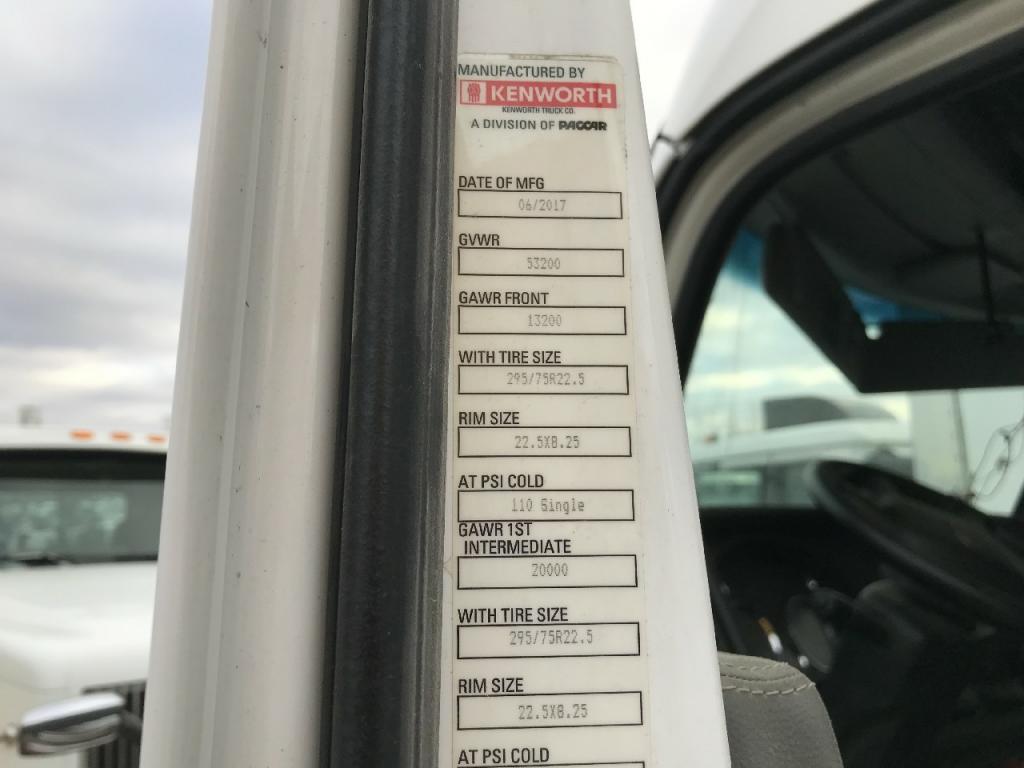 MANUFACTURED BY
KENWORTH
KENWORTH TRUCK CO.
A DIVISION OF PACCAR
DATE OF MFG
06/2017
GVWR
53200
GAWR FRONT
13200
WITH TIRE SIZE
295/75R22.5
RIM SIZE
22.5X8.25
AT PSI COLD
110 Single
GAWR 1ST
INTERMEDIATE
20000
WITH TIRE SIZE
295/75R22.5
RIM SIZE
22.5X8.25
AT PSI COLD